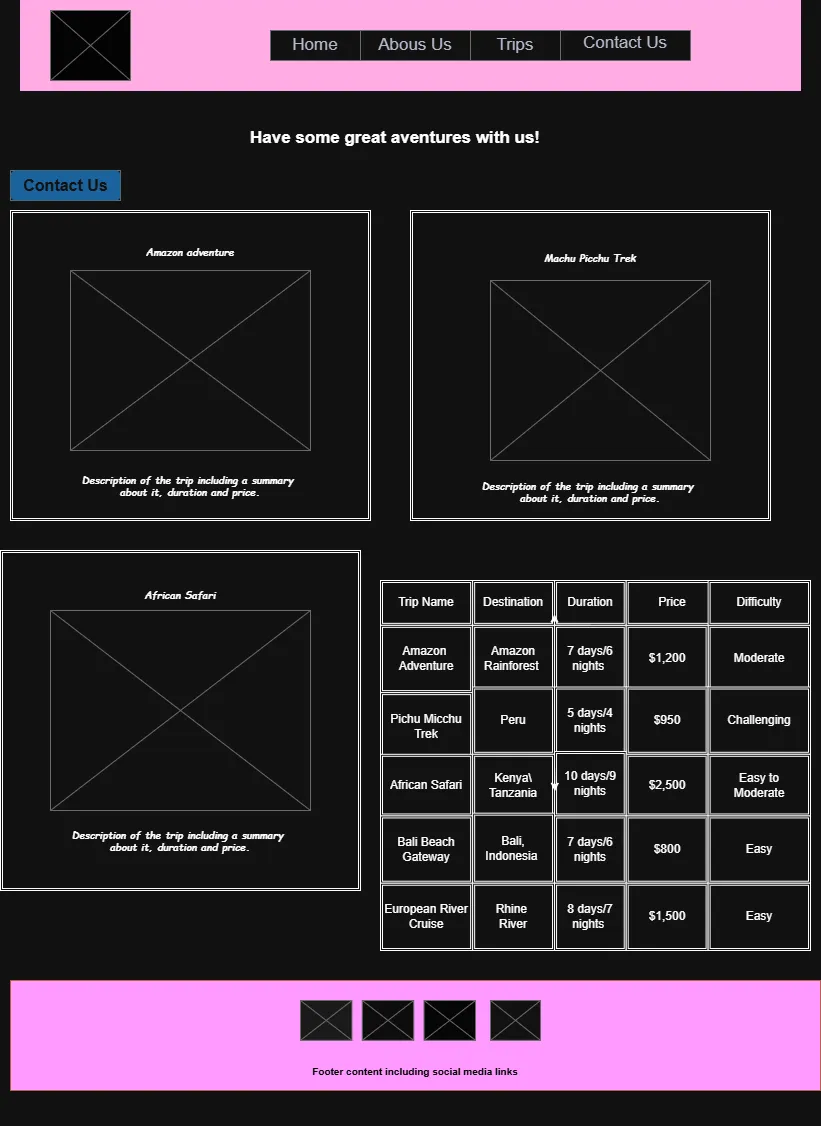 Home Abous Us Trips Contact Us
Have some great aventures with us!
Contact Us
Amazon adventure
Description of the trip including a summary
about it, duration and price.
Machu Picchu Trek
Description of the trip including a summary
about it, duration and price.
African Safari
Description of the trip including a summary
about it, duration and price.
Trip Name Destination Duration Price Difficulty
Amazon Adventure Amazon Rainforest 7 days/6 nights $1,200 Moderate
Pichu Micchu Trek Peru 5 days/4 nights $950 Challenging
African Safari Kenya\ Tanzania 10 days/9 nights $2,500 Easy to Moderate
Bali Beach Gateway Bali, Indonesia 7 days/6 nights $800 Easy
European River Cruise Rhine River 8 days/7 nights $1,500 Easy
Footer content including social media links